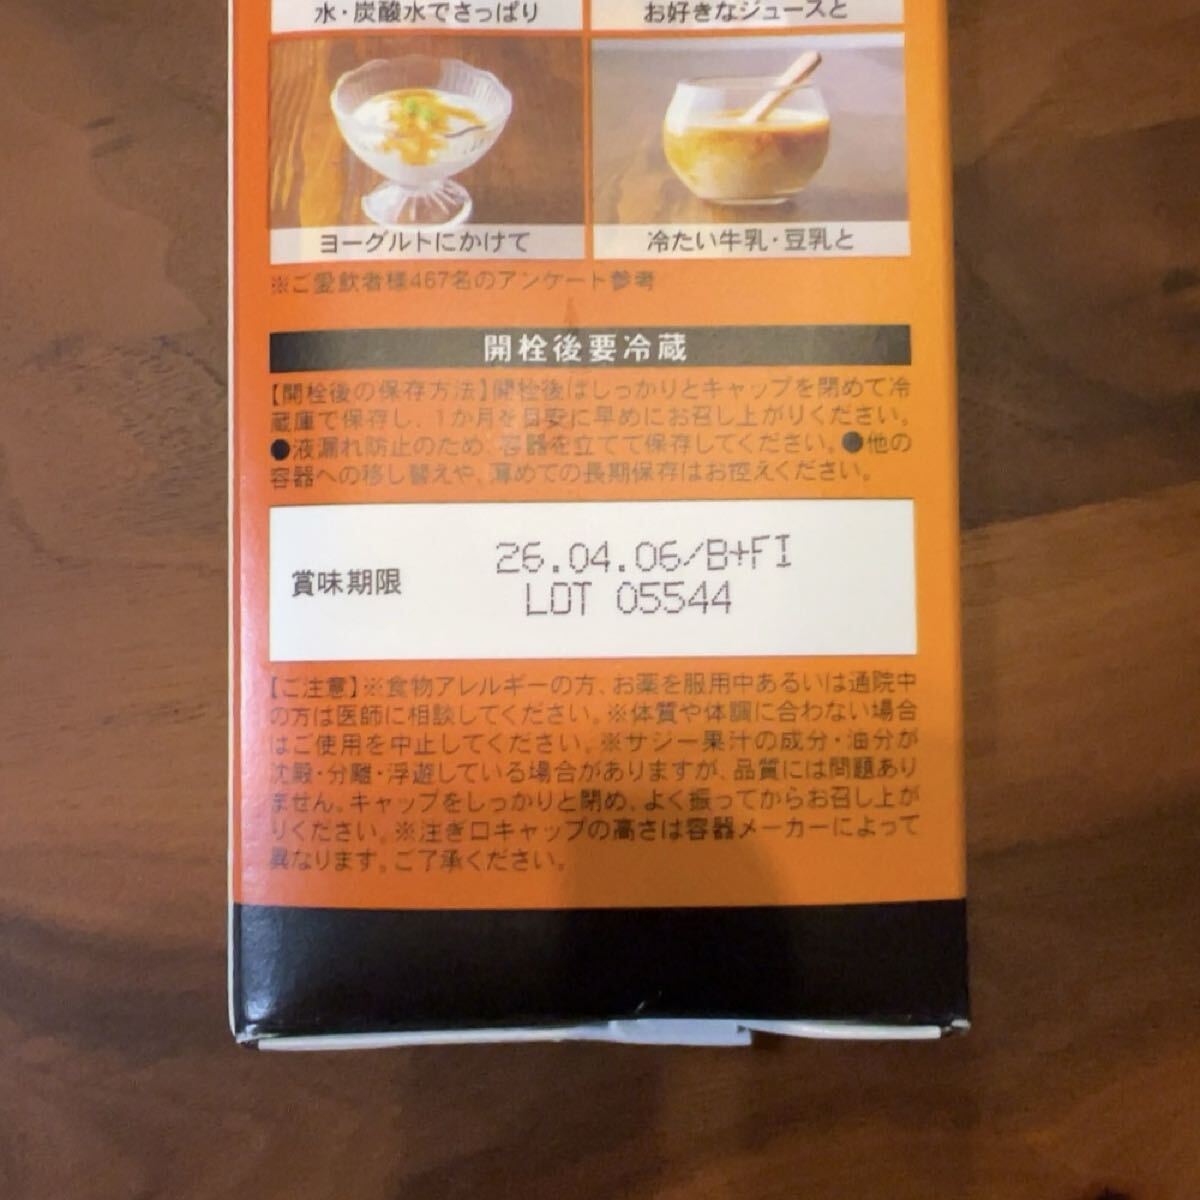 水・炭酸水でさっぱり
お好きなジュースと
ヨーグルトにかけて
冷たい牛乳・豆乳と
※ご愛飲者様467名のアンケート参考
開栓後要冷蔵
【開栓後の保存方法】開栓後はしっかりとキャップを閉めて冷
蔵庫で保存し、1か月を目安に早めにお召し上がりください。
●液漏れ防止のため、容器を立てて保存してください。●他の
容器への移し替えや、薄めての長期保存はお控えください。
賞味期限
26.04.06/B+FI
LOT 05544
【ご注意】※食物アレルギーの方、お薬を服用中あるいは通院中
の方は医師に相談してください。※体質や体調に合わない場合
はご使用を中止してください。※サジー果汁の成分・油分が
沈殿・分離・浮遊している場合がありますが、品質には問題あり
ません。キャップをしっかりと閉め、よく振ってからお召し上が
りください。※注ぎ口キャップの高さは容器メーカーによって
異なります。ご了承ください。